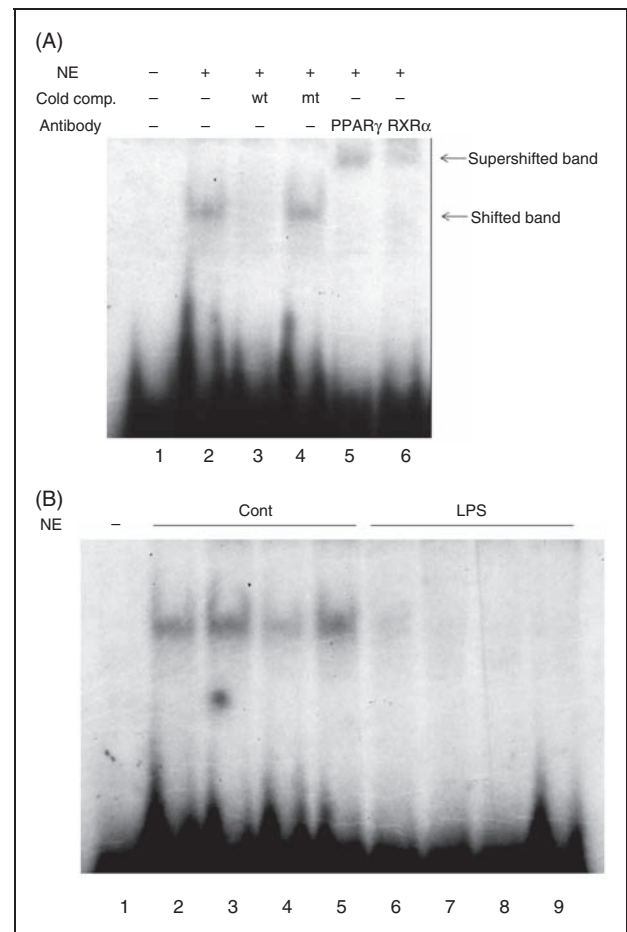 (A)
NE – + + + + +
Cold comp. – – wt mt – –
Antibody – – – – PPARγ RXRα
Supershifted band
Shifted band
1 2 3 4 5 6
(B)
Cont LPS
NE –
1 2 3 4 5 6 7 8 9